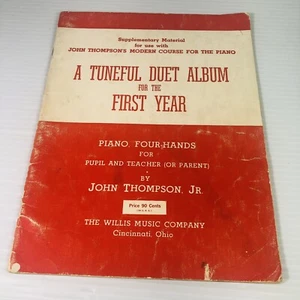 Supplementary Material
for use with
JOHN THOMPSON'S MODERN COURSE FOR THE PIANO
A TUNEFUL DUET ALBUM
FOR THE
FIRST YEAR
PIANO, FOUR-HANDS
FOR
PUPIL AND TEACHER (OR PARENT)
BY
JOHN THOMPSON, JR.
Price 90 Cents
THE WILLIS MUSIC COMPANY
Cincinnati, Ohio